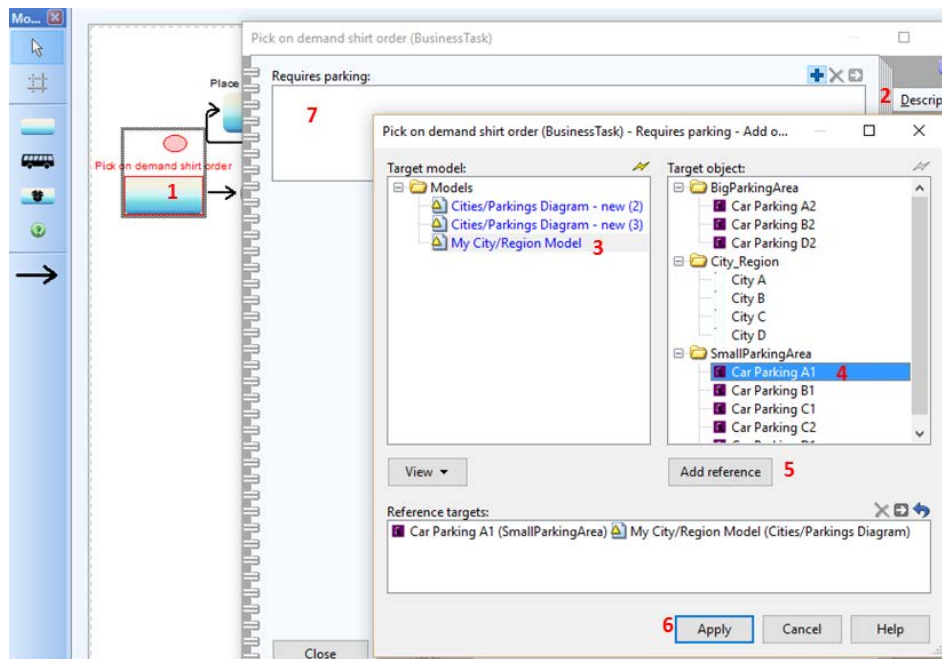 Mo...
Pick on demand shirt order (BusinessTask)
Requires parking:
Place
2
Descrip
7
Pick on demand shirt order (BusinessTask) - Requires parking - Add o...
Pick on demand shirt order
1
Target model:
Models
Cities/Parkings Diagram - new (2)
Cities/Parkings Diagram - new (3)
My City/Region Model
3
Target object:
BigParkingArea
Car Parking A2
Car Parking B2
Car Parking D2
City_Region
City A
City B
City C
City D
SmallParkingArea
Car Parking A1
4
Car Parking B1
Car Parking C1
Car Parking C2
View
Add reference
5
Reference targets:
Car Parking A1 (SmallParkingArea) My City/Region Model (Cities/Parkings Diagram)
6
Apply
Cancel
Help
Close